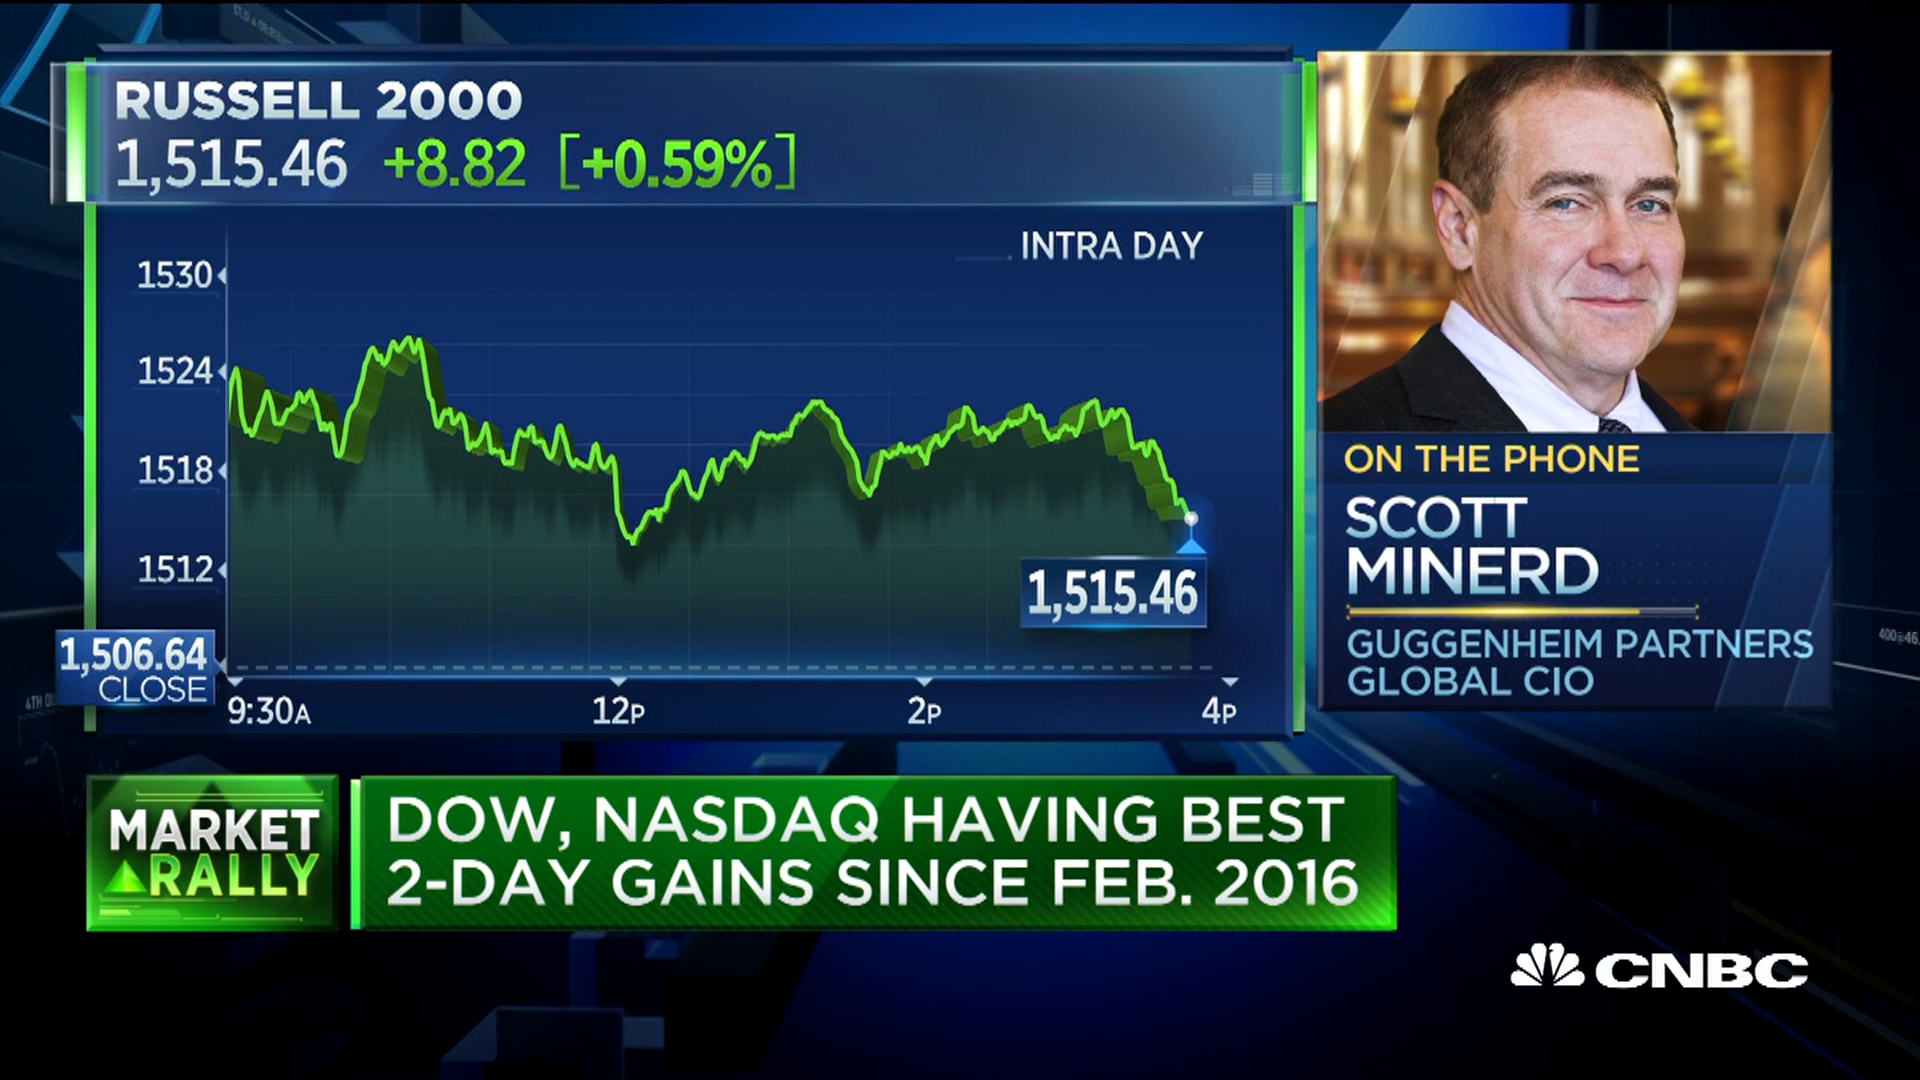 RUSSELL 2000
1,515.46 +8.82 [+0.59%]
INTRA DAY
1530
1524
1518
1512
1,515.46
1,506.64
CLOSE
9:30A 12P 2P 4P
ON THE PHONE
SCOTT
MINERD
GUGGENHEIM PARTNERS
GLOBAL CIO
MARKET
RALLY
DOW, NASDAQ HAVING BEST
2-DAY GAINS SINCE FEB. 2016
CNBC